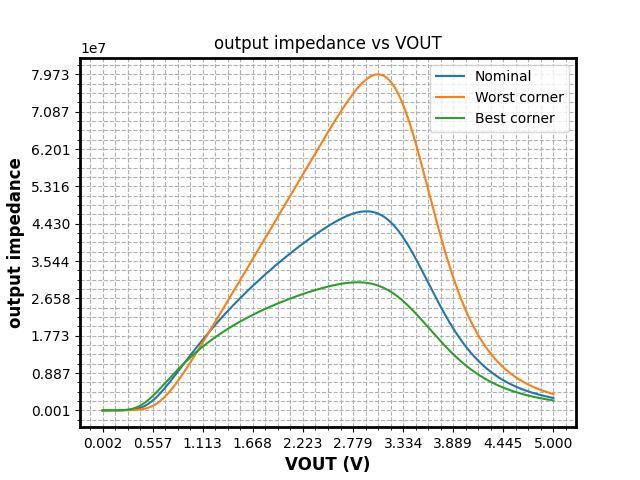 output impedance vs VOUT
1e7
7.973
7.087
6.201
5.316
4.430
3.544
2.658
1.773
0.887
0.001
output impedance
Nominal
Worst corner
Best corner
0.002 0.557 1.113 1.668 2.223 2.779 3.334 3.889 4.445 5.000
VOUT (V)